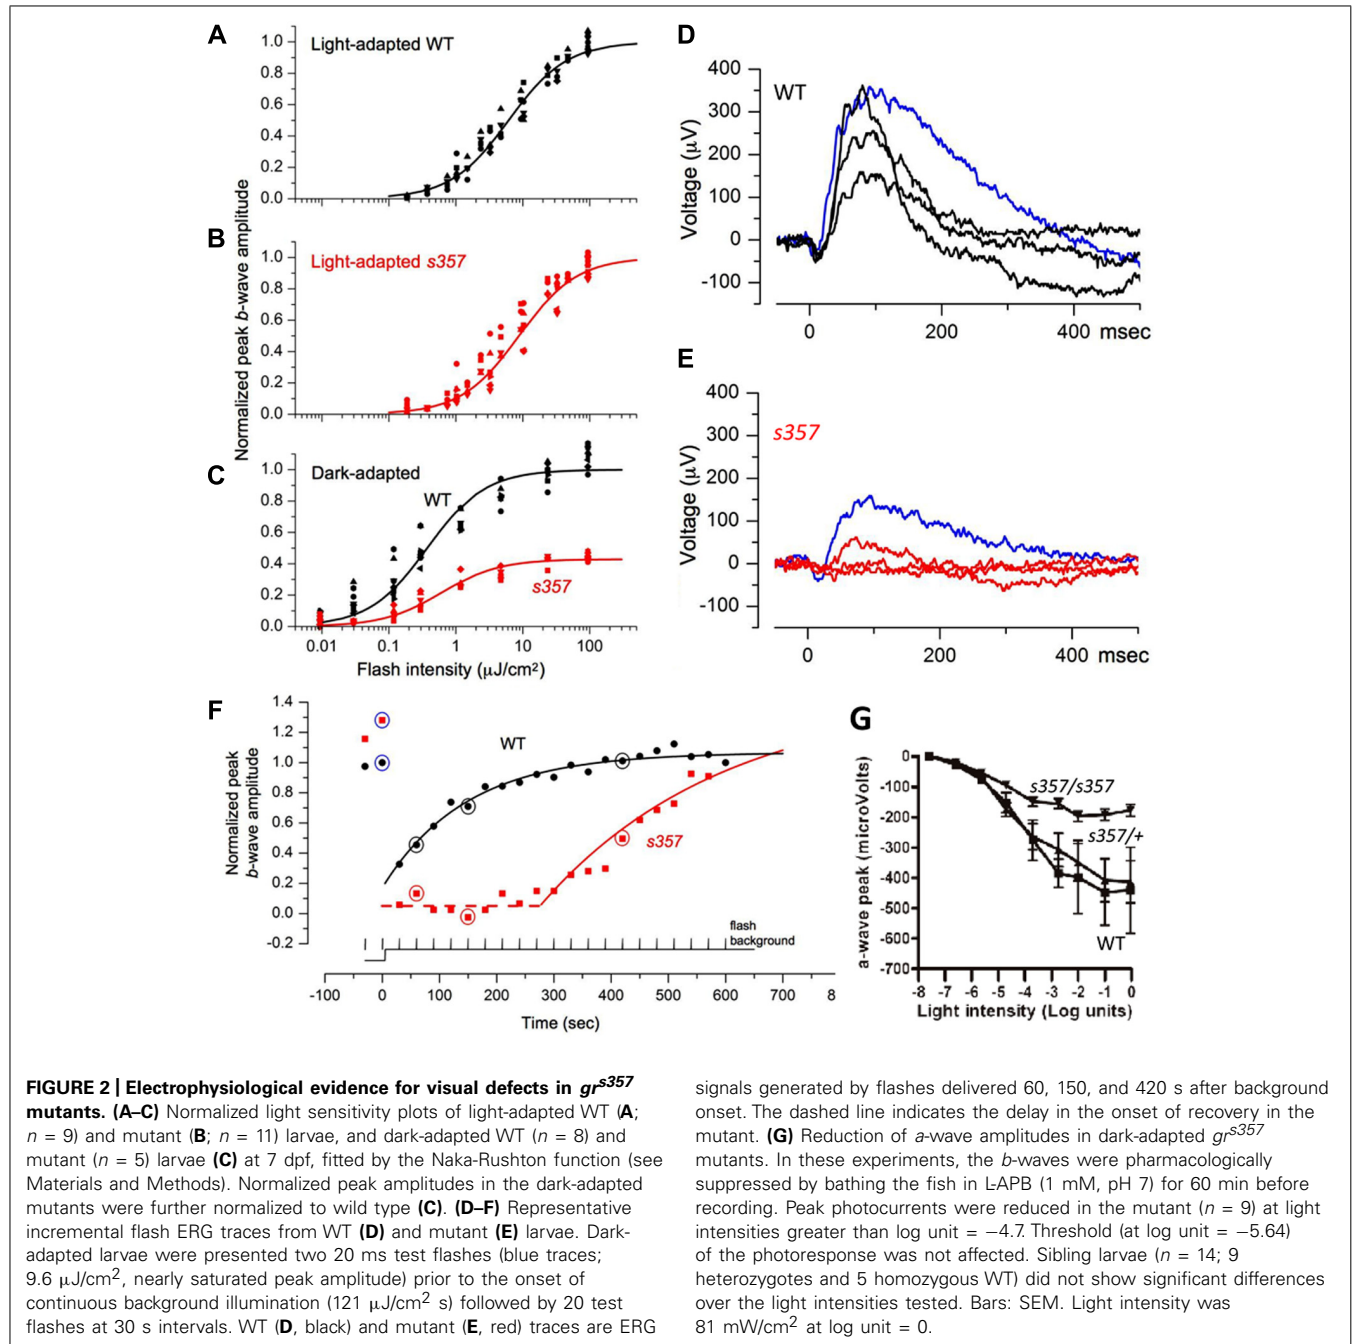 A
Light-adapted WT
1.0
0.8
0.6
0.4
0.2
0.0
B
Light-adapted s357
1.0
0.8
0.6
0.4
0.2
0.0
Normalized peak b-wave amplitude
C
Dark-adapted
WT
s357
1.0
0.8
0.6
0.4
0.2
0.0
0.01 0.1 1 10 100
Flash intensity (μJ/cm²)
D
WT
400
300
200
100
0
-100
Voltage (μV)
0 200 400 msec
E
s357
400
300
200
100
0
-100
Voltage (μV)
0 200 400 msec
F
1.4
1.2
1.0
0.8
0.6
0.4
0.2
0.0
-0.2
Normalized peak
b-wave amplitude
WT
s357
flash
background
-100 0 100 200 300 400 500 600 700 8
Time (sec)
G
0
-100
-200
-300
-400
-500
-600
-700
a-wave peak (microVolts)
s357/s357
s357/+
WT
-8 -7 -6 -5 -4 -3 -2 -1 0
Light intensity (Log units)
FIGURE 2 | Electrophysiological evidence for visual defects in gr^s357
mutants. (A–C) Normalized light sensitivity plots of light-adapted WT (A;
n = 9) and mutant (B; n = 11) larvae, and dark-adapted WT (n = 8) and
mutant (n = 5) larvae (C) at 7 dpf, fitted by the Naka-Rushton function (see
Materials and Methods). Normalized peak amplitudes in the dark-adapted
mutants were further normalized to wild type (C). (D–F) Representative
incremental flash ERG traces from WT (D) and mutant (E) larvae. Dark-
adapted larvae were presented two 20 ms test flashes (blue traces;
9.6 μJ/cm², nearly saturated peak amplitude) prior to the onset of
continuous background illumination (121 μJ/cm² s) followed by 20 test
flashes at 30 s intervals. WT (D, black) and mutant (E, red) traces are ERG
signals generated by flashes delivered 60, 150, and 420 s after background
onset. The dashed line indicates the delay in the onset of recovery in the
mutant. (G) Reduction of a-wave amplitudes in dark-adapted gr^s357
mutants. In these experiments, the b-waves were pharmacologically
suppressed by bathing the fish in L-APB (1 mM, pH 7) for 60 min before
recording. Peak photocurrents were reduced in the mutant (n = 9) at light
intensities greater than log unit = −4.7. Threshold (at log unit = −5.64)
of the photoresponse was not affected. Sibling larvae (n = 14; 9
heterozygotes and 5 homozygous WT) did not show significant differences
over the light intensities tested. Bars: SEM. Light intensity was
81 mW/cm² at log unit = 0.